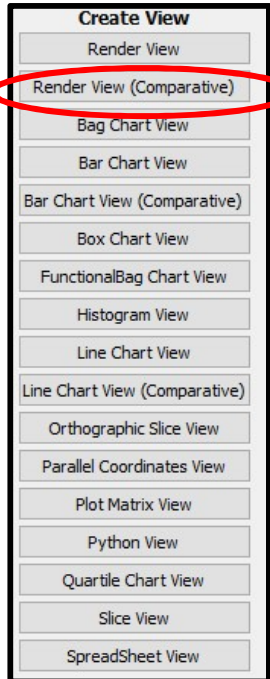 Create View
Render View
Render View (Comparative)
Bag Chart View
Bar Chart View
Bar Chart View (Comparative)
Box Chart View
FunctionalBag Chart View
Histogram View
Line Chart View
Line Chart View (Comparative)
Orthographic Slice View
Parallel Coordinates View
Plot Matrix View
Python View
Quartile Chart View
Slice View
SpreadSheet View